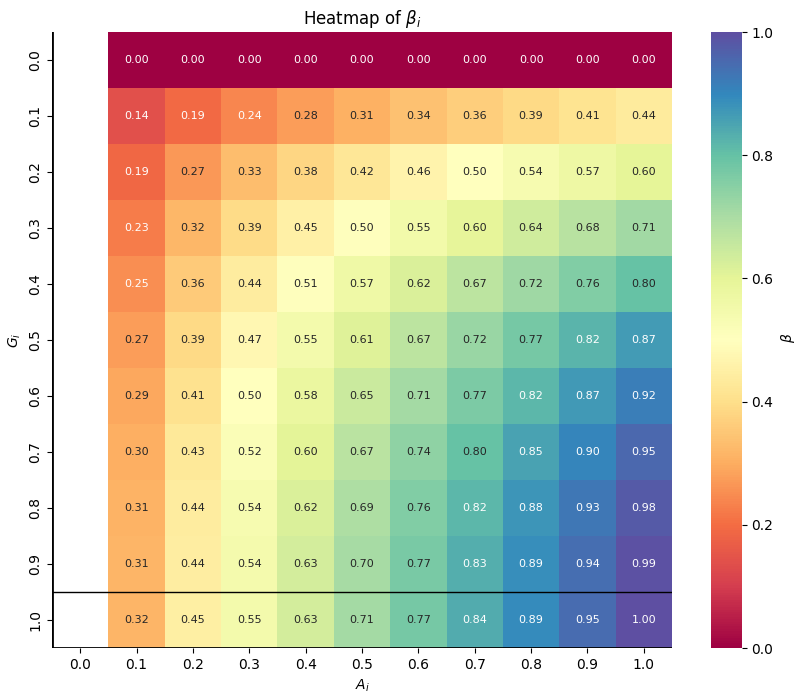 Heatmap of βᵢ
0.0 0.00 0.00 0.00 0.00 0.00 0.00 0.00 0.00 0.00 0.00
0.1 0.14 0.19 0.24 0.28 0.31 0.34 0.36 0.39 0.41 0.44
0.2 0.19 0.27 0.33 0.38 0.42 0.46 0.50 0.54 0.57 0.60
0.3 0.23 0.32 0.39 0.45 0.50 0.55 0.60 0.64 0.68 0.71
0.4 0.25 0.36 0.44 0.51 0.57 0.62 0.67 0.72 0.76 0.80
0.5 0.27 0.39 0.47 0.55 0.61 0.67 0.72 0.77 0.82 0.87
0.6 0.29 0.41 0.50 0.58 0.65 0.71 0.77 0.82 0.87 0.92
0.7 0.30 0.43 0.52 0.60 0.67 0.74 0.80 0.85 0.90 0.95
0.8 0.31 0.44 0.54 0.62 0.69 0.76 0.82 0.88 0.93 0.98
0.9 0.31 0.44 0.54 0.63 0.70 0.77 0.83 0.89 0.94 0.99
1.0 0.32 0.45 0.55 0.63 0.71 0.77 0.84 0.89 0.95 1.00
0.0 0.1 0.2 0.3 0.4 0.5 0.6 0.7 0.8 0.9 1.0
Aᵢ
Gᵢ
1.0
0.8
0.6
0.4
0.2
0.0
β